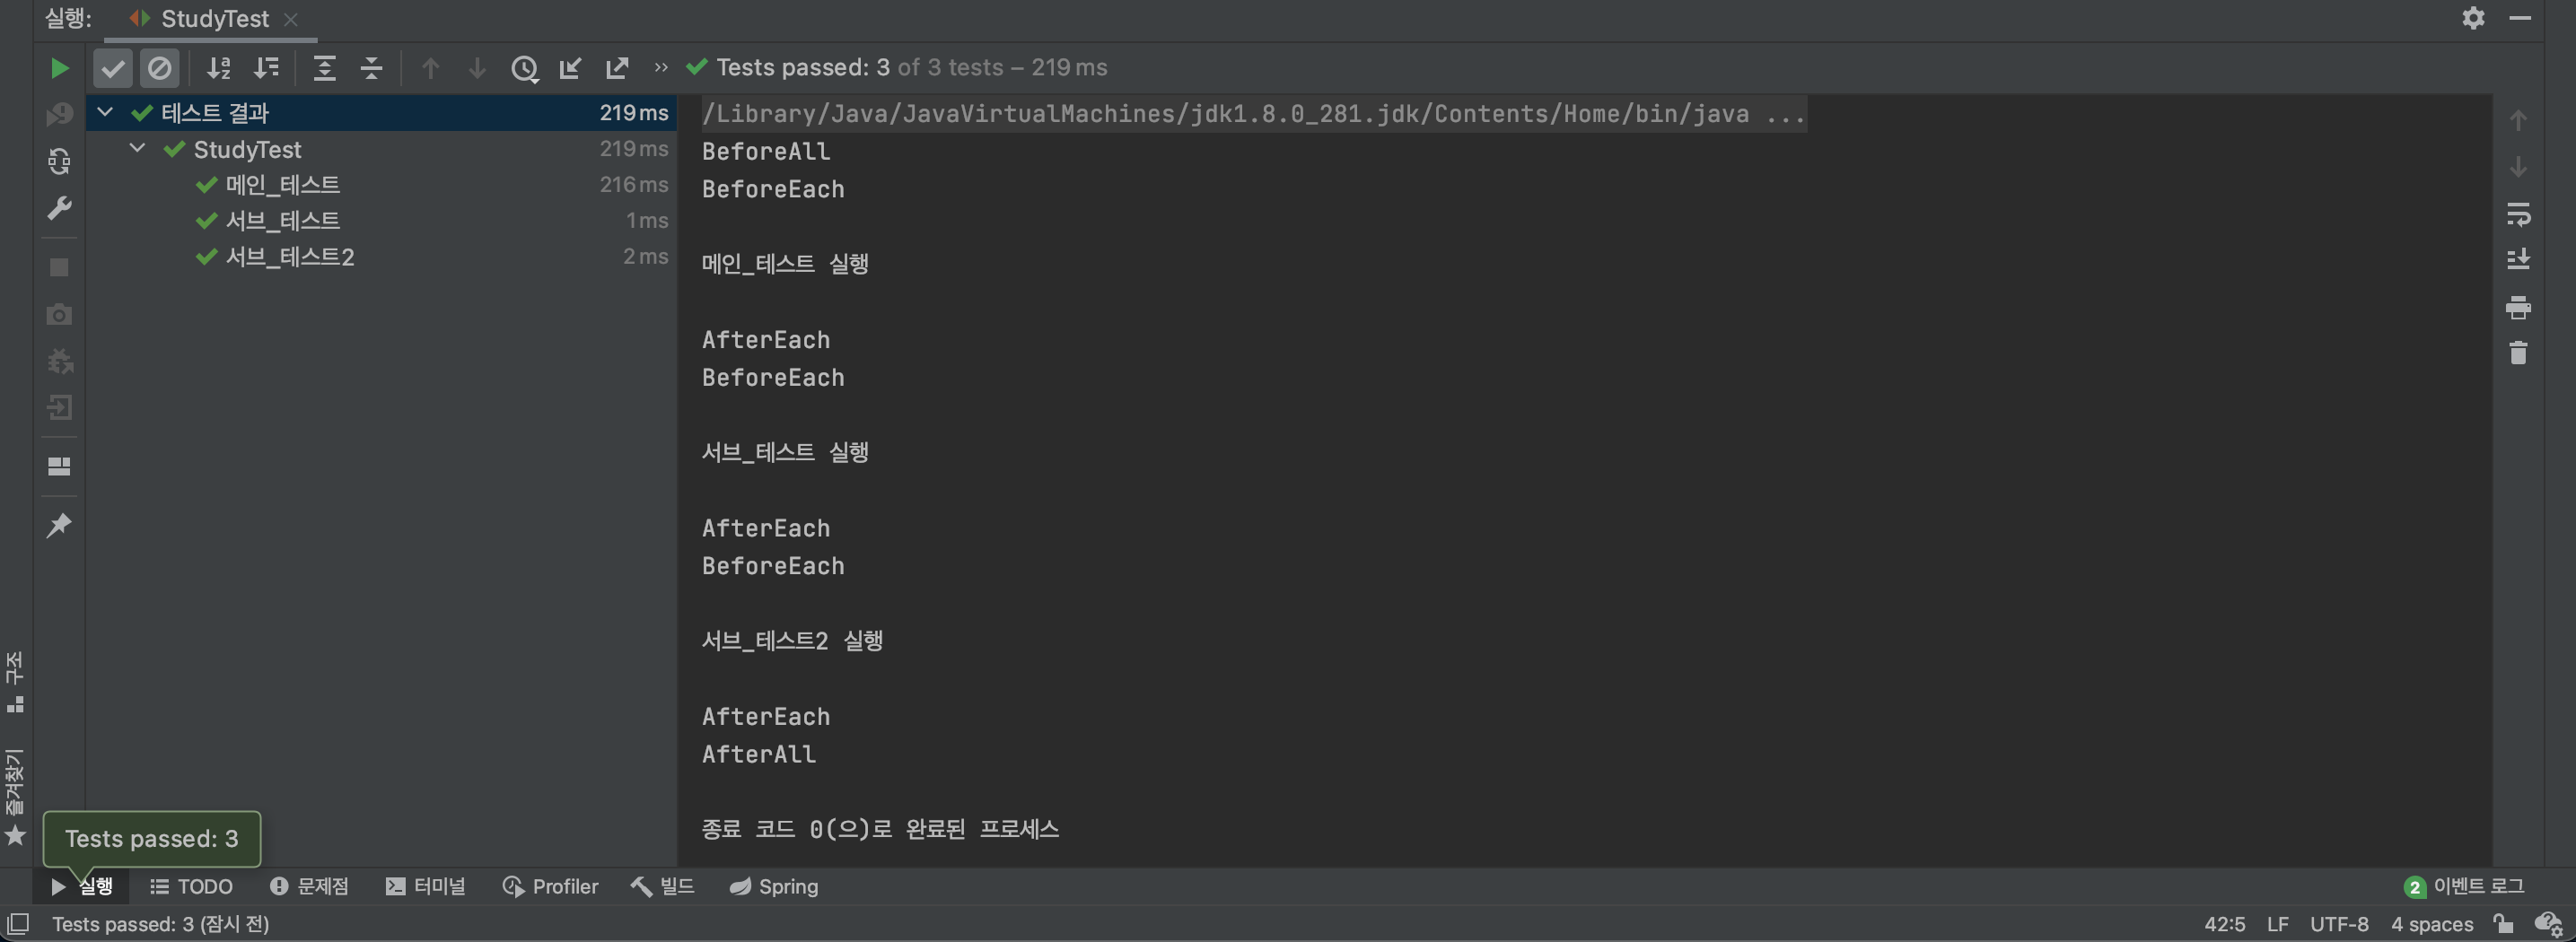 실행: StudyTest
Tests passed: 3 of 3 tests – 219 ms
테스트 결과 219 ms
StudyTest 219 ms
메인_테스트 216 ms
서브_테스트 1 ms
서브_테스트2 2 ms
/Library/Java/JavaVirtualMachines/jdk1.8.0_281.jdk/Contents/Home/bin/java ...
BeforeAll
BeforeEach
메인_테스트 실행
AfterEach
BeforeEach
서브_테스트 실행
AfterEach
BeforeEach
서브_테스트2 실행
AfterEach
AfterAll
종료 코드 0(으)로 완료된 프로세스
구조
즐겨찾기
Tests passed: 3
실행 TODO 문제점 터미널 Profiler 빌드 Spring 2 이벤트 로그
Tests passed: 3 (잠시 전) 42:5 LF UTF-8 4 spaces